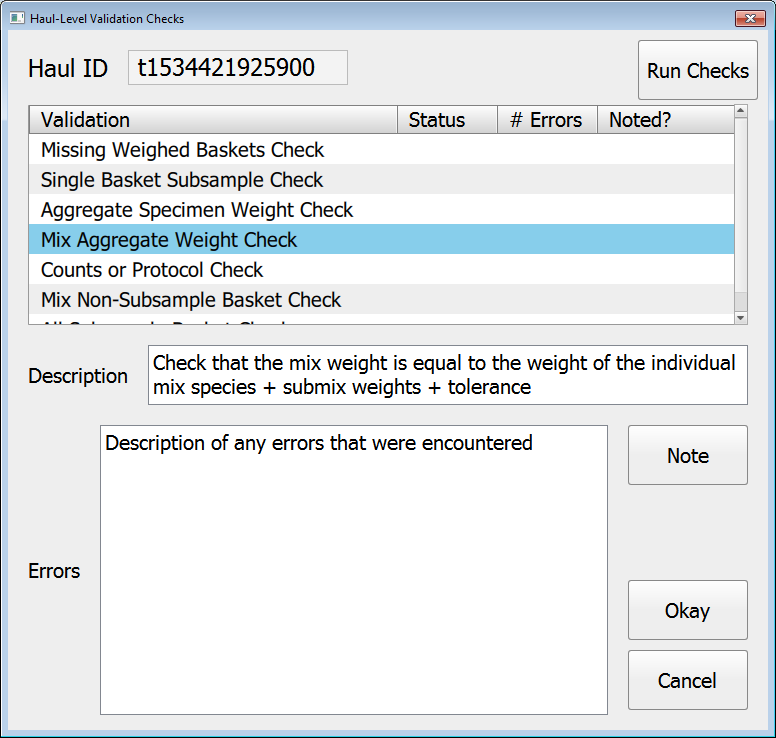 Haul-Level Validation Checks
Haul ID t1534421925900 Run Checks
Validation Status # Errors Noted?
Missing Weighed Baskets Check
Single Basket Subsample Check
Aggregate Specimen Weight Check
Mix Aggregate Weight Check
Counts or Protocol Check
Mix Non-Subsample Basket Check
Description
Check that the mix weight is equal to the weight of the individual
mix species + submix weights + tolerance
Description of any errors that were encountered
Note
Errors
Okay
Cancel